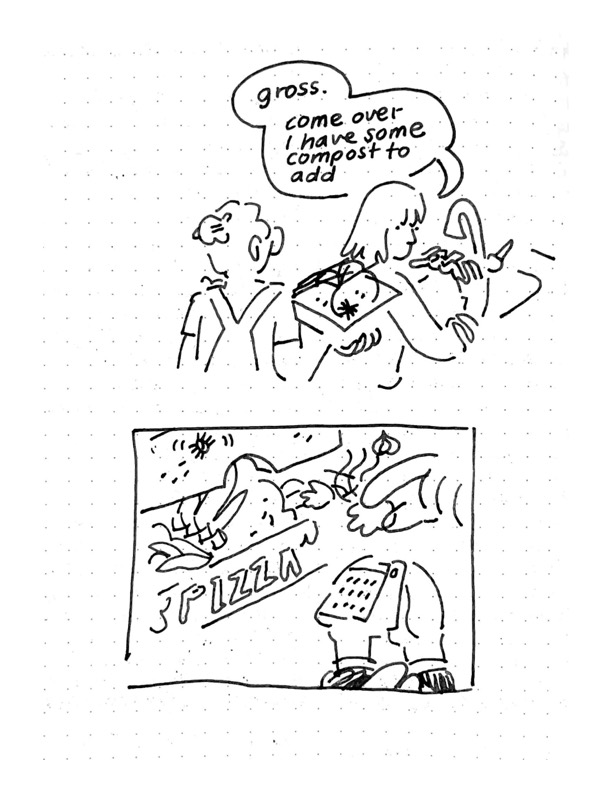 gross.
come over
I have some
compost to
add
PIZZA